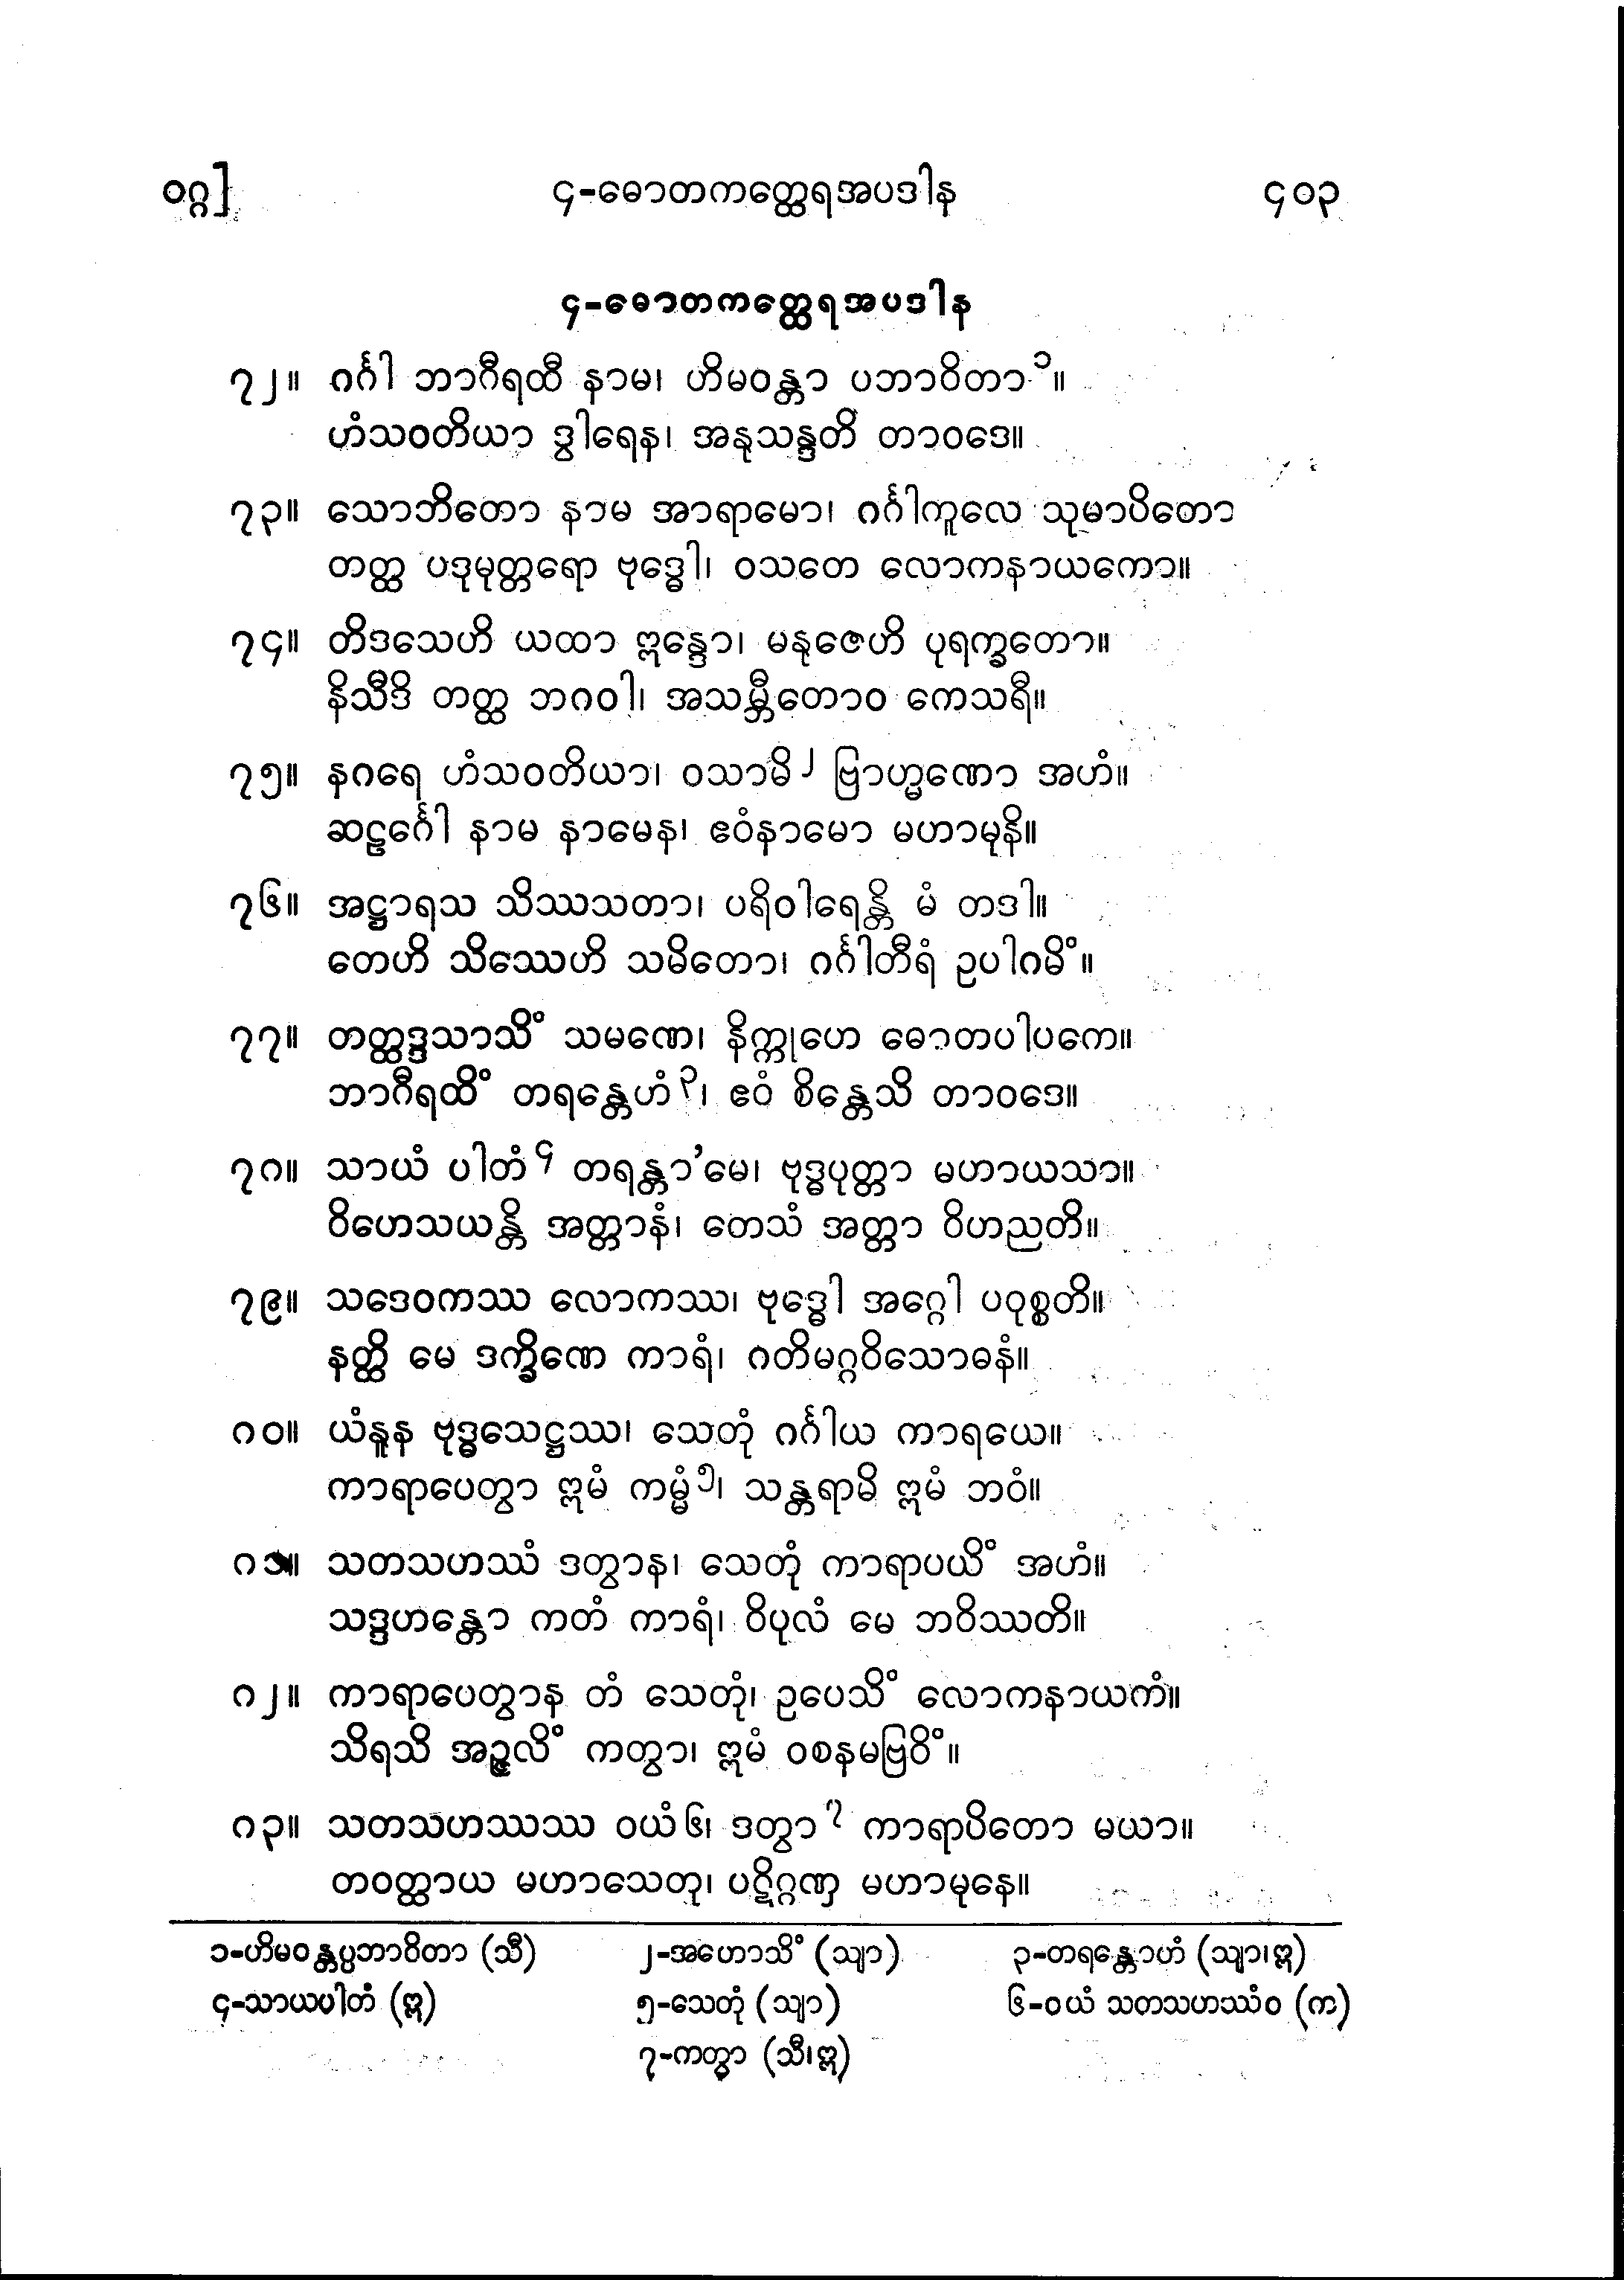 ဝဂ္ဂ]
၄-ဓောတကတ္ထေရအပဒါန
၄၀၃
၄-ဓောတကတ္ထေရအပဒါန
၇၂။ ဂင်္ဂါ ဘာဂီရထီ နာမ၊ ဟိမဝန္တာ ပဘာဝိတာ၁။
ဟံသဝတိယာ ဒွါရေန၊ အနုသန္ဒတိ တာဝဒေ။
၇၃။ သောဘိတော နာမ အာရာမော၊ ဂင်္ဂါကူလေ သုမာပိတော
တတ္ထ ပဒုမုတ္တရော ဗုဒ္ဓေါ၊ ဝသတေ လောကနာယကော။
၇၄။ တိဒသေဟိ ယထာ ဣန္ဒော၊ မနုဇေဟိ ပုရက္ခတော။
နိသီဒိ တတ္ထ ဘဂဝါ၊ အသမ္ဘီတောဝ ကေသရီ။
၇၅။ နဂရေ ဟံသဝတိယာ၊ ဝသာမိ၂ ဗြာဟ္မဏော အဟံ။
ဆဠင်္ဂေါ နာမ နာမေန၊ ဧဝံနာမော မဟာမုနိ။
၇၆။ အဋ္ဌာရသ သိဿသတာ၊ ပရိဝါရေန္တိ မံ တဒါ။
တေဟိ သိဿေဟိ သမိတော၊ ဂင်္ဂါတီရံ ဥပါဂမိံ။
၇၇။ တတ္ထဒ္ဒသာသိံ သမဏေ၊ နိက္ကုဟေ ဓောတပါပကေ။
ဘာဂီရထိံ တရန္တေဟံ၃၊ ဧဝံ စိန္တေသိ တာဝဒေ။
၇၈။ သာယံ ပါတံ၄ တရန္တာ’မေ၊ ဗုဒ္ဓပုတ္တာ မဟာယသာ။
ဝိဟေသယန္တိ အတ္တာနံ၊ တေသံ အတ္တာ ဝိဟညတိ။
၇၉။ သဒေဝကဿ လောကဿ၊ ဗုဒ္ဓေါ အဂ္ဂေါ ပဝုစ္စတိ။
နတ္ထိ မေ ဒက္ခိဏေ ကာရံ၊ ဂတိမဂ္ဂဝိသောဓနံ။
၈၀။ ယံနူန ဗုဒ္ဓသေဋ္ဌဿ၊ သေတုံ ဂင်္ဂါယ ကာရယေ။
ကာရာပေတွာ ဣမံ ကမ္မံ၅၊ သန္တရာမိ ဣမံ ဘဝံ။
၈၁။ သတသဟဿံ ဒတွာန၊ သေတုံ ကာရာပယိံ အဟံ။
သဒ္ဒဟန္တော ကတံ ကာရံ၊ ဝိပုလံ မေ ဘဝိဿတိ။
၈၂။ ကာရာပေတွာန တံ သေတုံ၊ ဥပေသိံ လောကနာယကံ။
သိရသိ အဉ္ဇလိံ ကတွာ၊ ဣမံ ဝစနမဗြဝိံ။
၈၃။ သတသဟဿဿ ဝယံ၆၊ ဒတွာ၇ ကာရာပိတော မယာ။
တဝတ္ထာယ မဟာသေတု၊ ပဋိဂ္ဂဏှ မဟာမုနေ။
၁-ဟိမဝန္တပ္ပဘာဝိတာ (သီ) ၂-အဟောသိံ (သျာ) ၃-တရန္တောဟံ (သျာ၊ဣ)
၄-သာယပါတံ (ဣ) ၅-သေတုံ (သျာ) ၆-ဝယံ သတသဟဿံဝ (က)
၇-ကတွာ (သီ၊ဣ)